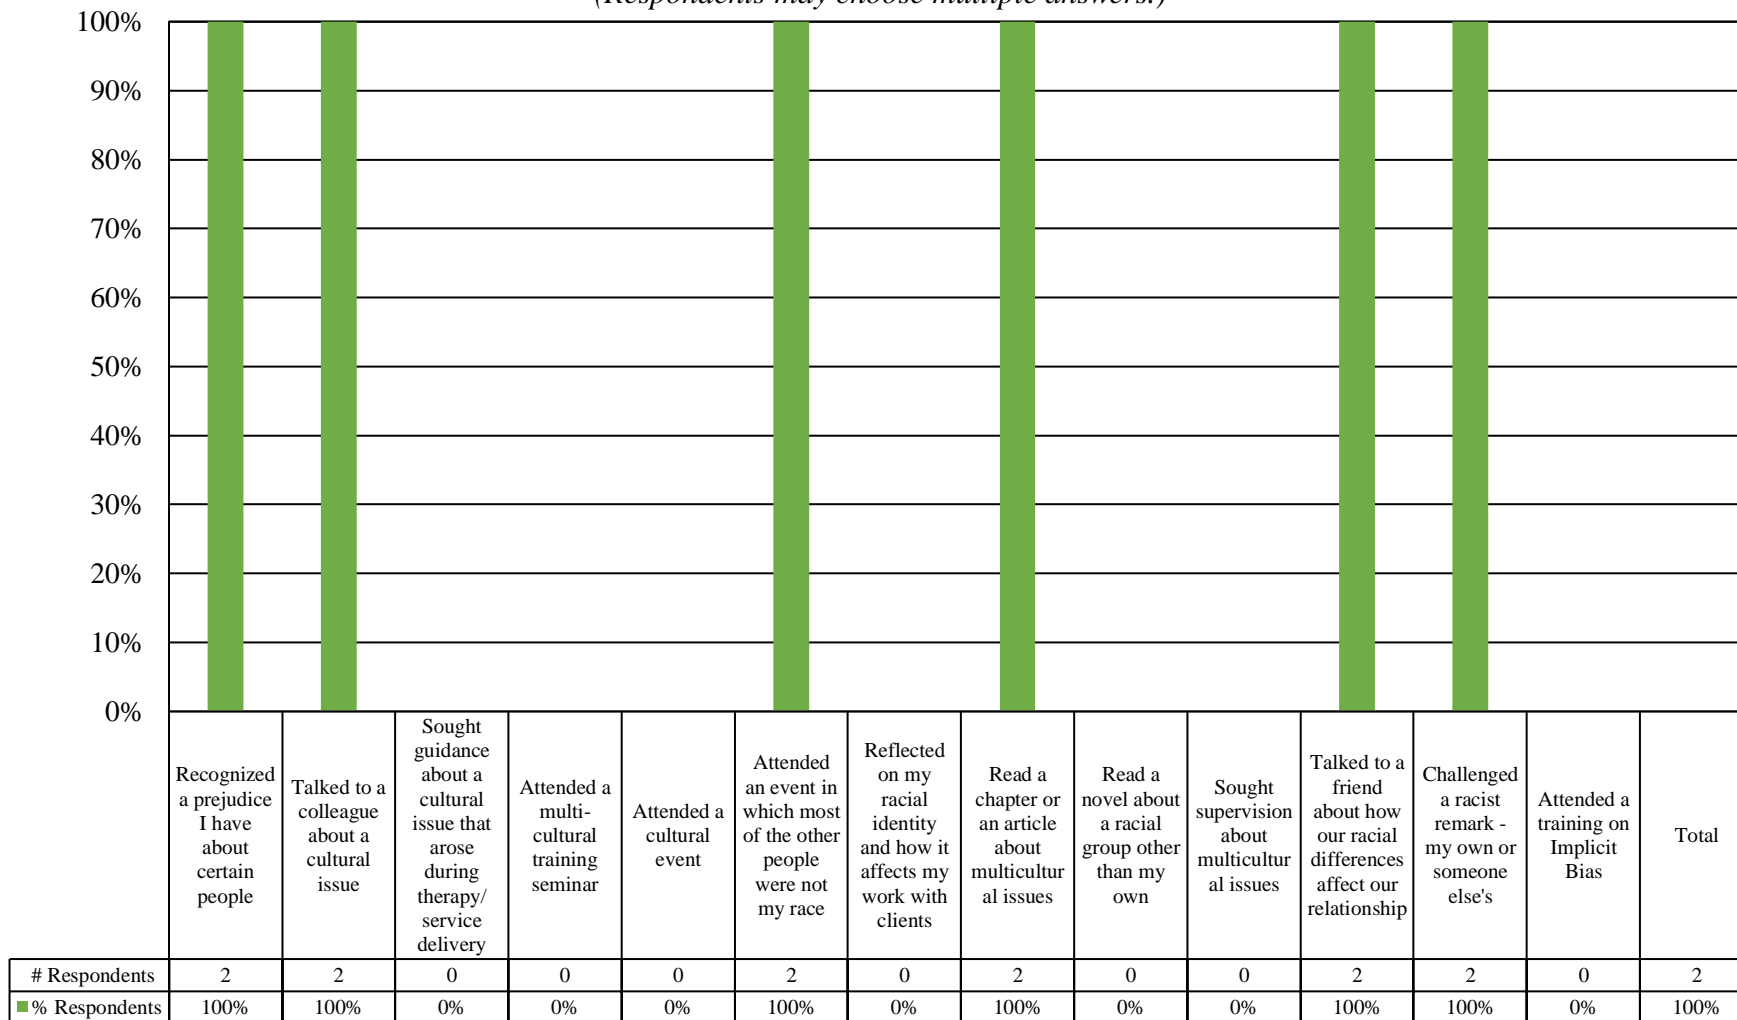 (Respondents may choose multiple answers.)
100%
90%
80%
70%
60%
50%
40%
30%
20%
10%
0%
Recognized
a prejudice
I have
about
certain
people
Talked to a
colleague
about a
cultural
issue
Sought
guidance
about a
cultural
issue that
arose
during
therapy/
service
delivery
Attended a
multi-
cultural
training
seminar
Attended a
cultural
event
Attended
an event in
which most
of the other
people
were not
my race
Reflected
on my
racial
identity
and how it
affects my
work with
clients
Read a
chapter or
an article
about
multicultur
al issues
Read a
novel about
a racial
group other
than my
own
Sought
supervision
about
multicultur
al issues
Talked to a
friend
about how
our racial
differences
affect our
relationship
Challenged
a racist
remark -
my own or
someone
else's
Attended a
training on
Implicit
Bias
Total
# Respondents 2 2 0 0 0 2 0 2 0 0 2 2 0 2
% Respondents 100% 100% 0% 0% 0% 100% 0% 100% 0% 0% 100% 100% 0% 100%